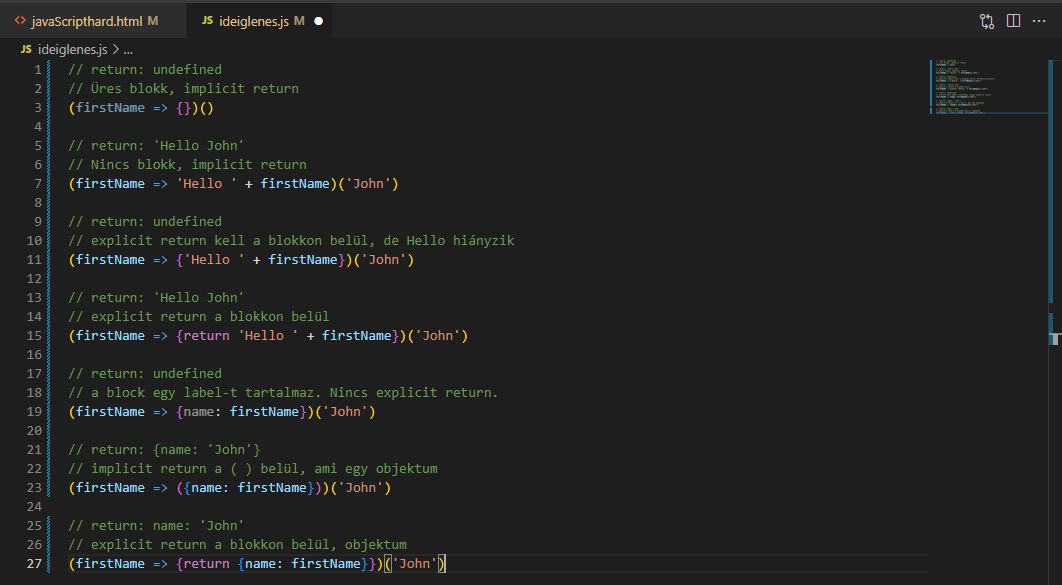 <> javaScripthard.html M
JS ideiglenes.js M ●
JS ideiglenes.js > ...
1 // return: undefined
2 // Üres blokk, implicit return
3 (firstName => {})()
4
5 // return: 'Hello John'
6 // Nincs blokk, implicit return
7 (firstName => 'Hello ' + firstName)('John')
8
9 // return: undefined
10 // explicit return kell a blokkon belül, de Hello hiányzik
11 (firstName => {'Hello ' + firstName})('John')
12
13 // return: 'Hello John'
14 // explicit return a blokkon belül
15 (firstName => {return 'Hello ' + firstName})('John')
16
17 // return: undefined
18 // a block egy label-t tartalmaz. Nincs explicit return.
19 (firstName => {name: firstName})('John')
20
21 // return: {name: 'John'}
22 // implicit return a ( ) belül, ami egy objektum
23 (firstName => ({name: firstName}))('John')
24
25 // return: name: 'John'
26 // explicit return a blokkon belül, objektum
27 (firstName => {return {name: firstName}})('John')